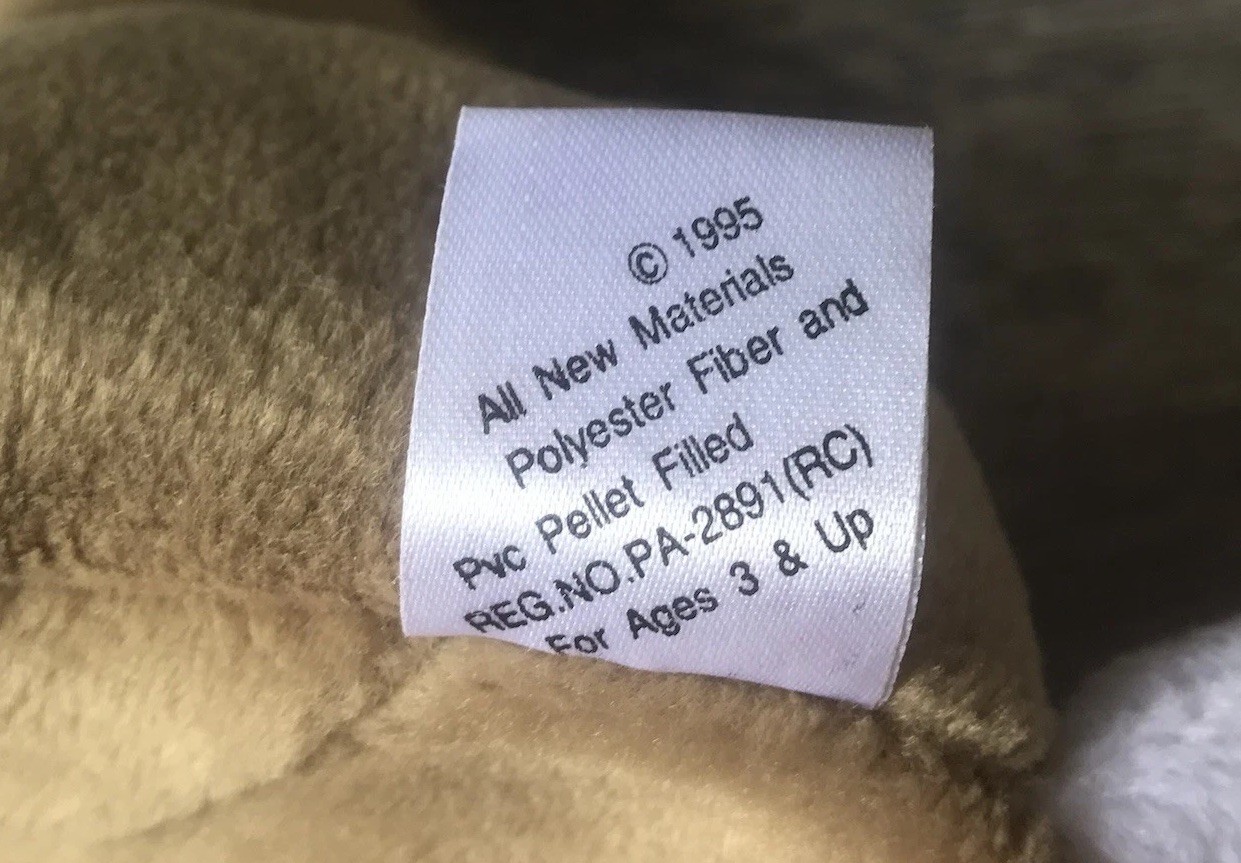 © 1995
All New Materials
Polyester Fiber and
Pvc Pellet Filled
REG.NO.PA-2891(RC)
For Ages 3 & Up